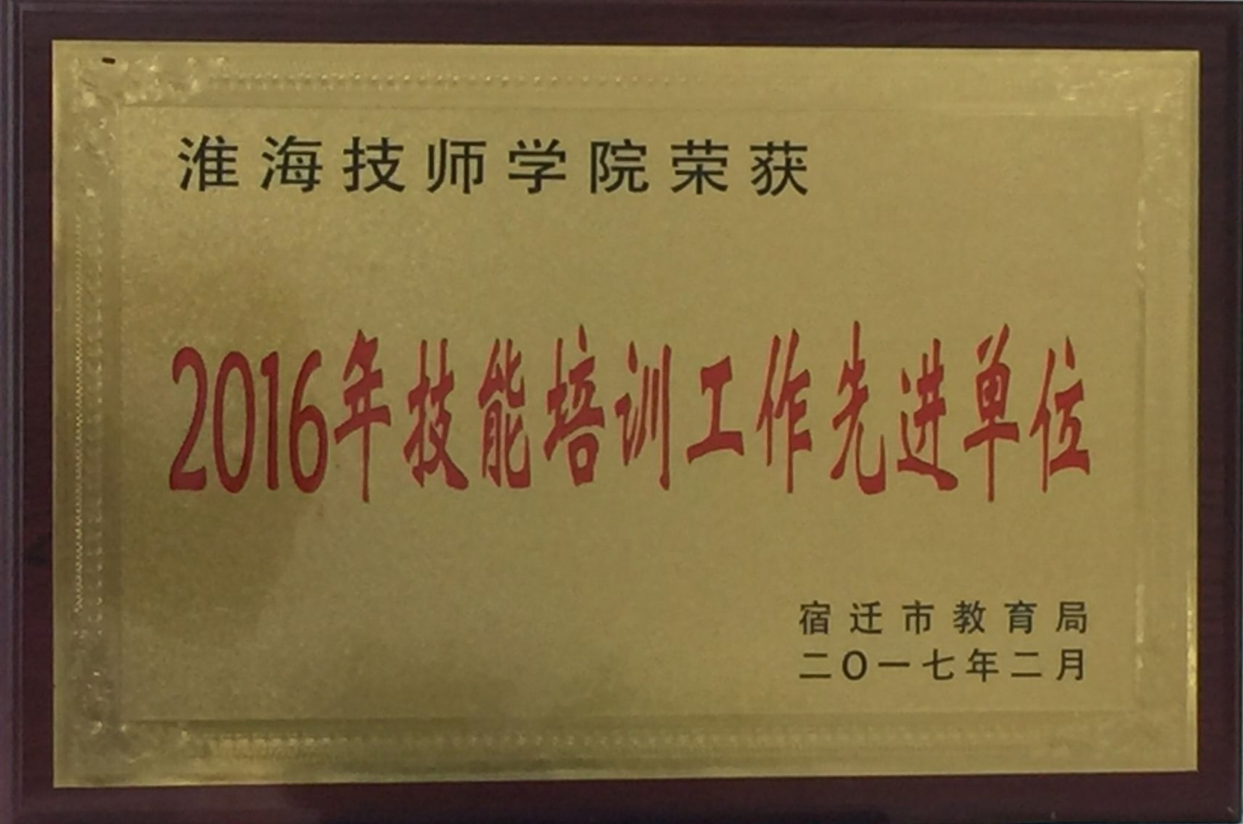 淮海技师学院荣获
2016年技能培训工作先进单位
宿迁市教育局
二〇一七年二月